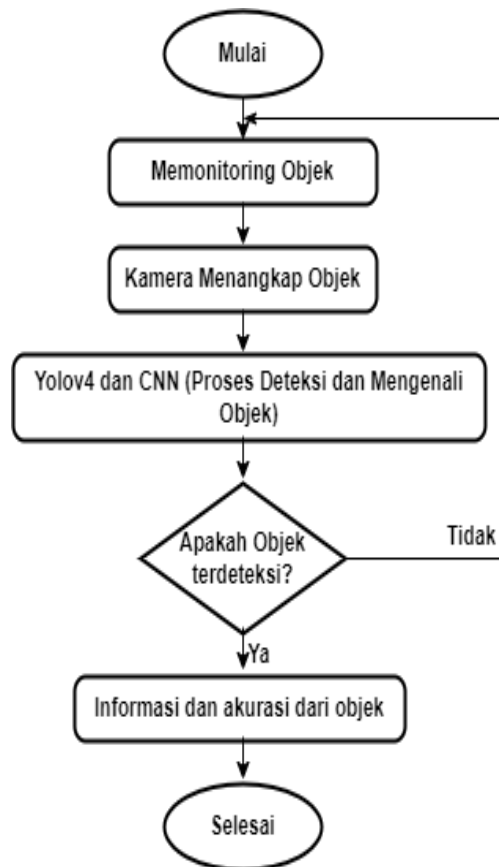 Mulai
Memonitoring Objek
Kamera Menangkap Objek
Yolov4 dan CNN (Proses Deteksi dan Mengenali
Objek)
Apakah Objek
terdeteksi?
Tidak
Ya
Informasi dan akurasi dari objek
Selesai